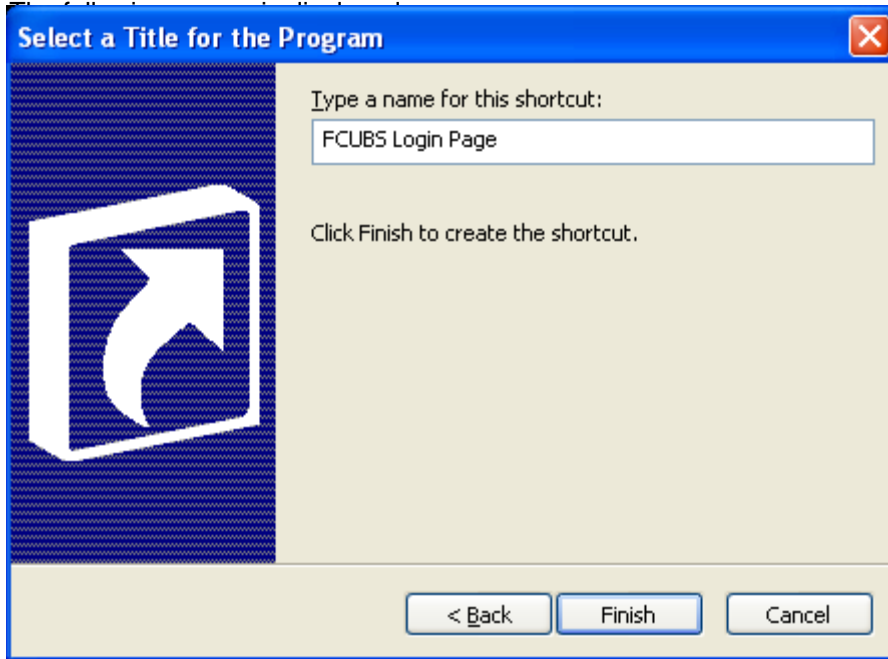 Select a Title for the Program
Type a name for this shortcut:
FCUBS Login Page
Click Finish to create the shortcut.
< Back
Finish
Cancel